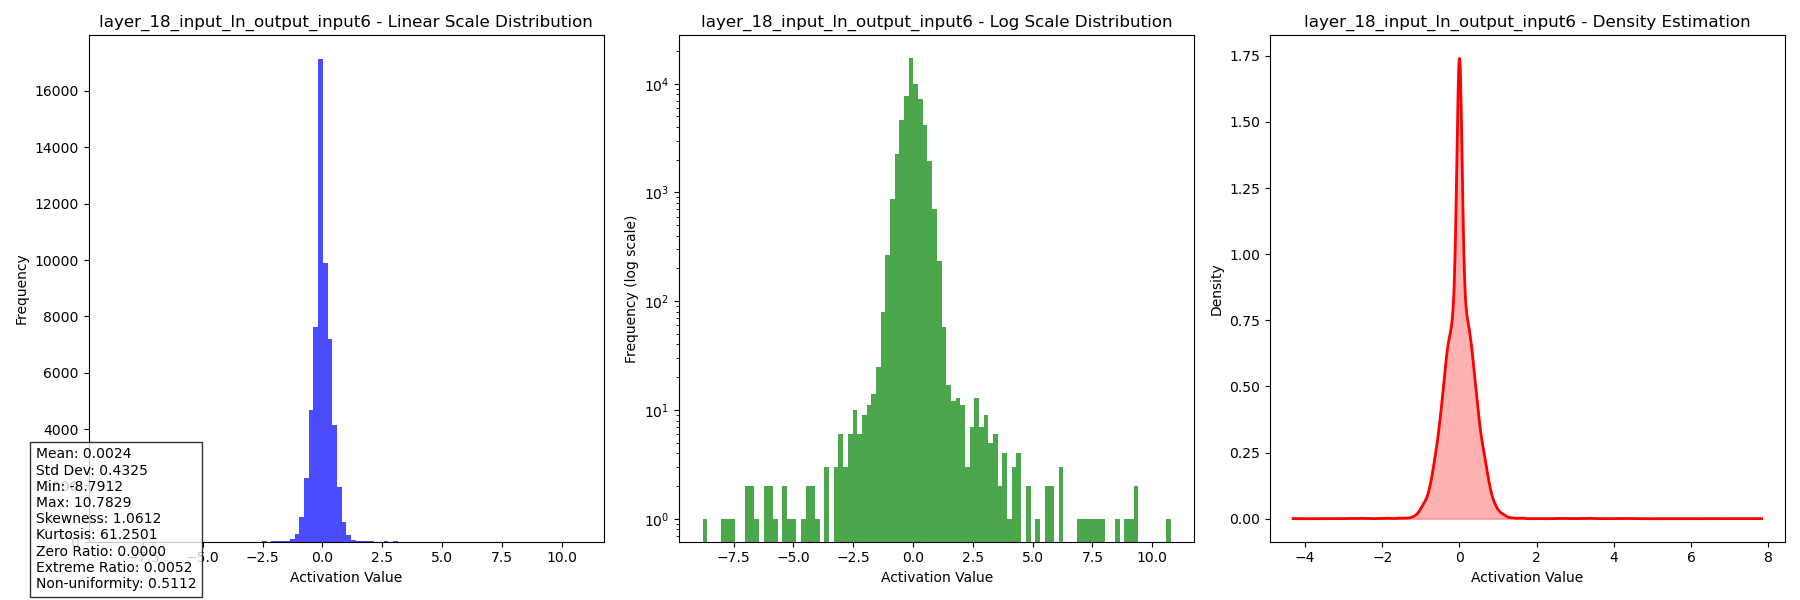 layer_18_input_ln_output_input6 - Linear Scale Distribution
16000
14000
12000
10000
8000
6000
4000
Frequency
2.5
0.0
2.5
5.0
7.5
10.0
Activation Value
Mean: 0.0024
Std Dev: 0.4325
Min: -8.7912
Max: 10.7829
Skewness: 1.0612
Kurtosis: 61.2501
Zero Ratio: 0.0000
Extreme Ratio: 0.0052
Non-uniformity: 0.5112
layer_18_input_ln_output_input6 - Log Scale Distribution
10⁴
10³
10²
10¹
10⁰
Frequency (log scale)
−7.5
−5.0
−2.5
0.0
2.5
5.0
7.5
10.0
Activation Value
layer_18_input_ln_output_input6 - Density Estimation
1.75
1.50
1.25
1.00
0.75
0.50
0.25
0.00
Density
−4
−2
0
2
4
6
8
Activation Value